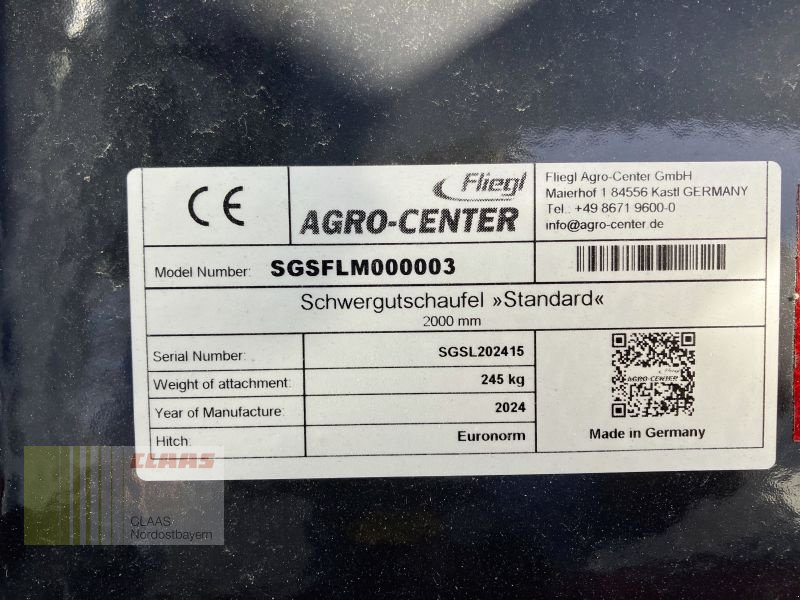 CE
Fliegl
AGRO-CENTER
Fliegl Agro-Center GmbH
Maierhof 1 84556 Kastl GERMANY
Tel.: +49 8671 9600-0
info@agro-center.de
Model Number: SGSFLM000003
Schwergutschaufel »Standard«
2000 mm
Serial Number: SGSL202415
Weight of attachment: 245 kg
Year of Manufacture: 2024
Hitch: Euronorm
Fliegl
AGRO-CENTER
Made in Germany
CLAAS
CLAAS
Nordostbayern